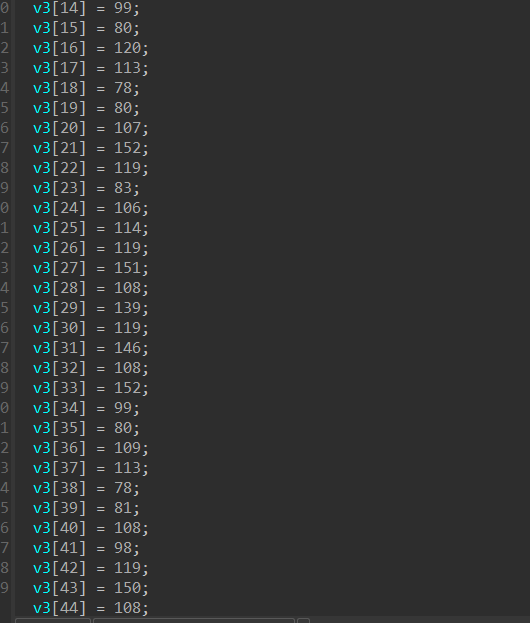 0 v3[14] = 99;
1 v3[15] = 80;
2 v3[16] = 120;
3 v3[17] = 113;
4 v3[18] = 78;
5 v3[19] = 80;
6 v3[20] = 107;
7 v3[21] = 152;
8 v3[22] = 119;
9 v3[23] = 83;
0 v3[24] = 106;
1 v3[25] = 114;
2 v3[26] = 119;
3 v3[27] = 151;
4 v3[28] = 108;
5 v3[29] = 139;
6 v3[30] = 119;
7 v3[31] = 146;
8 v3[32] = 108;
9 v3[33] = 152;
0 v3[34] = 99;
1 v3[35] = 80;
2 v3[36] = 109;
3 v3[37] = 113;
4 v3[38] = 78;
5 v3[39] = 81;
6 v3[40] = 108;
7 v3[41] = 98;
8 v3[42] = 119;
9 v3[43] = 150;
v3[44] = 108;